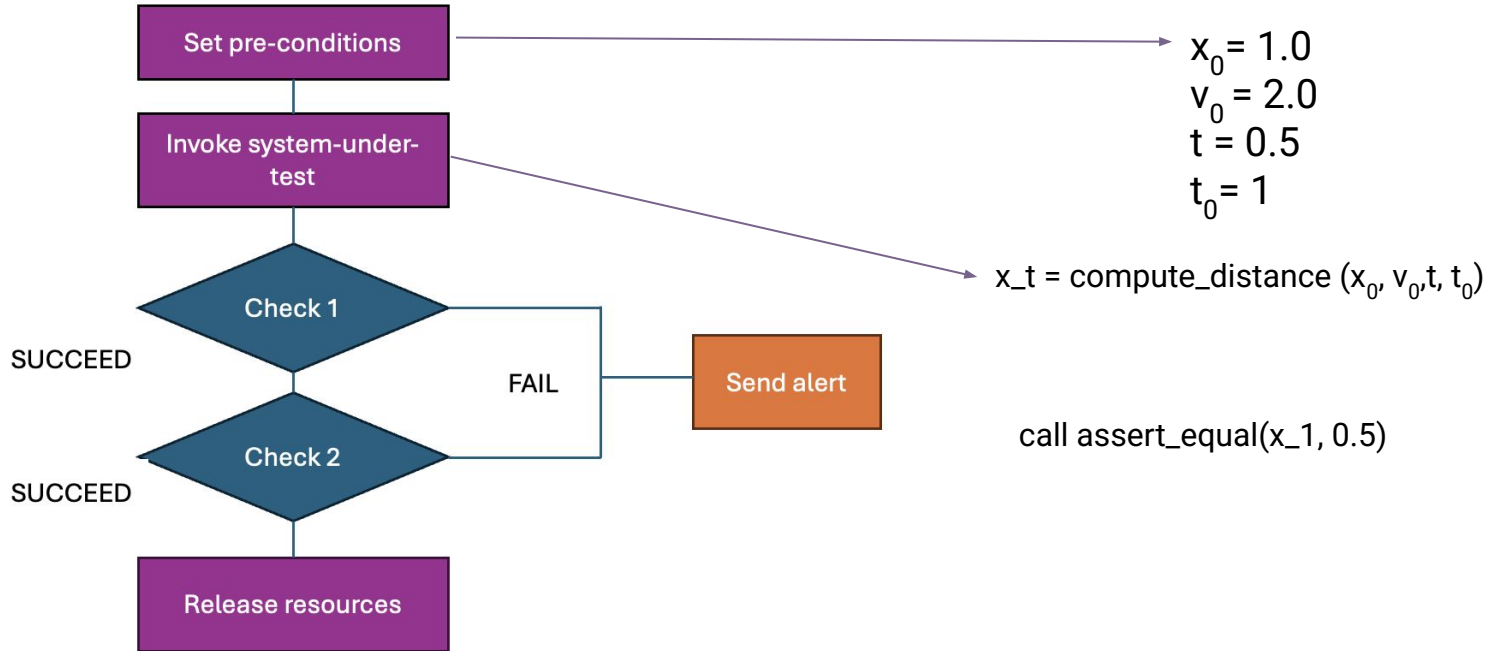 Set pre-conditions
x₀= 1.0
v₀ = 2.0
t = 0.5
t₀= 1
Invoke system-under-
test
x_t = compute_distance (x₀, v₀,t, t₀)
Check 1
SUCCEED
FAIL
Send alert
call assert_equal(x_1, 0.5)
Check 2
SUCCEED
Release resources